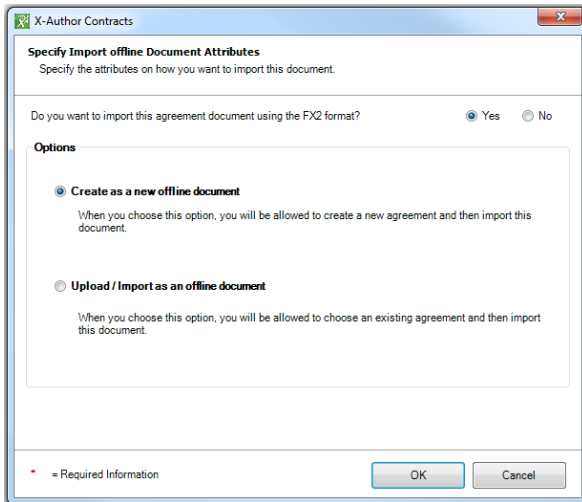 X-Author Contracts
Specify Import offline Document Attributes
Specify the attributes on how you want to import this document.
Do you want to import this agreement document using the FX2 format? Yes No
Options
Create as a new offline document
When you choose this option, you will be allowed to create a new agreement and then import this
document.
Upload / Import as an offline document
When you choose this option, you will be allowed to choose an existing agreement and then import
this document.
* = Required Information OK Cancel